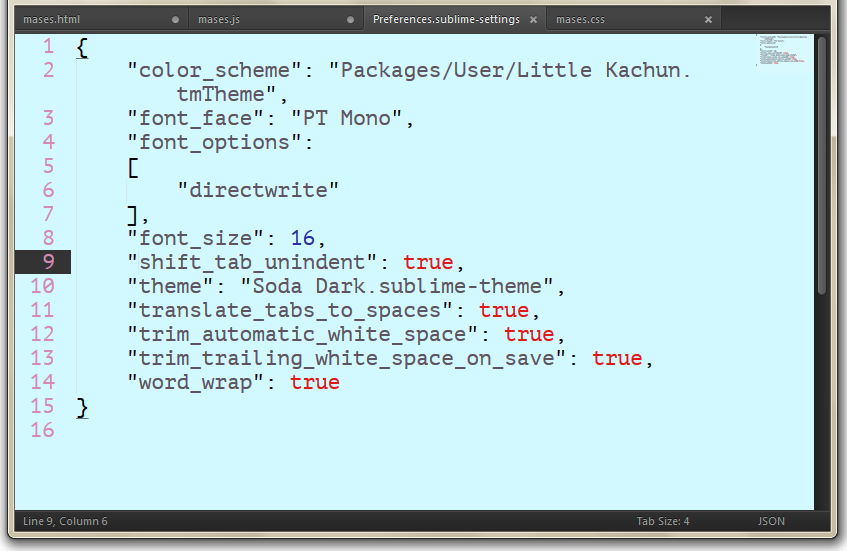 mases.html
mases.js
Preferences.sublime-settings
mases.css
1 {
2 "color_scheme": "Packages/User/Little Kachun.
tmTheme",
3 "font_face": "PT Mono",
4 "font_options":
5 [
6 "directwrite"
7 ],
8 "font_size": 16,
9 "shift_tab_unindent": true,
10 "theme": "Soda Dark.sublime-theme",
11 "translate_tabs_to_spaces": true,
12 "trim_automatic_white_space": true,
13 "trim_trailing_white_space_on_save": true,
14 "word_wrap": true
15 }
16
Line 9, Column 6
Tab Size: 4
JSON